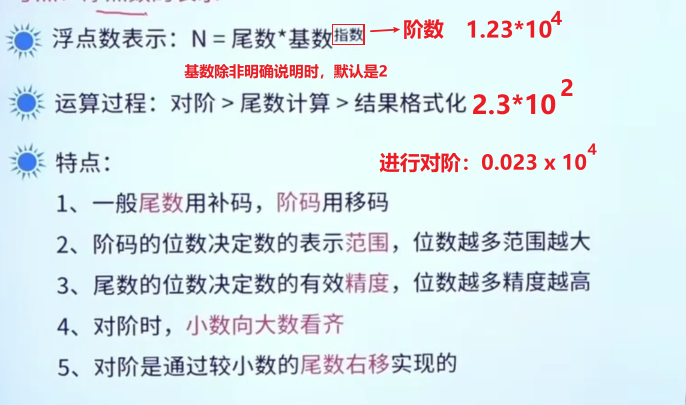 浮点数表示：N = 尾数*基数指数 → 阶数 1.23*10^4
基数除非明确说明时，默认是2
运算过程：对阶 > 尾数计算 > 结果格式化 2.3*10^2
特点：
进行对阶：0.023 x 10^4
1、一般尾数用补码，阶码用移码
2、阶码的位数决定数的表示范围，位数越多范围越大
3、尾数的位数决定数的有效精度，位数越多精度越高
4、对阶时，小数向大数看齐
5、对阶是通过较小数的尾数右移实现的